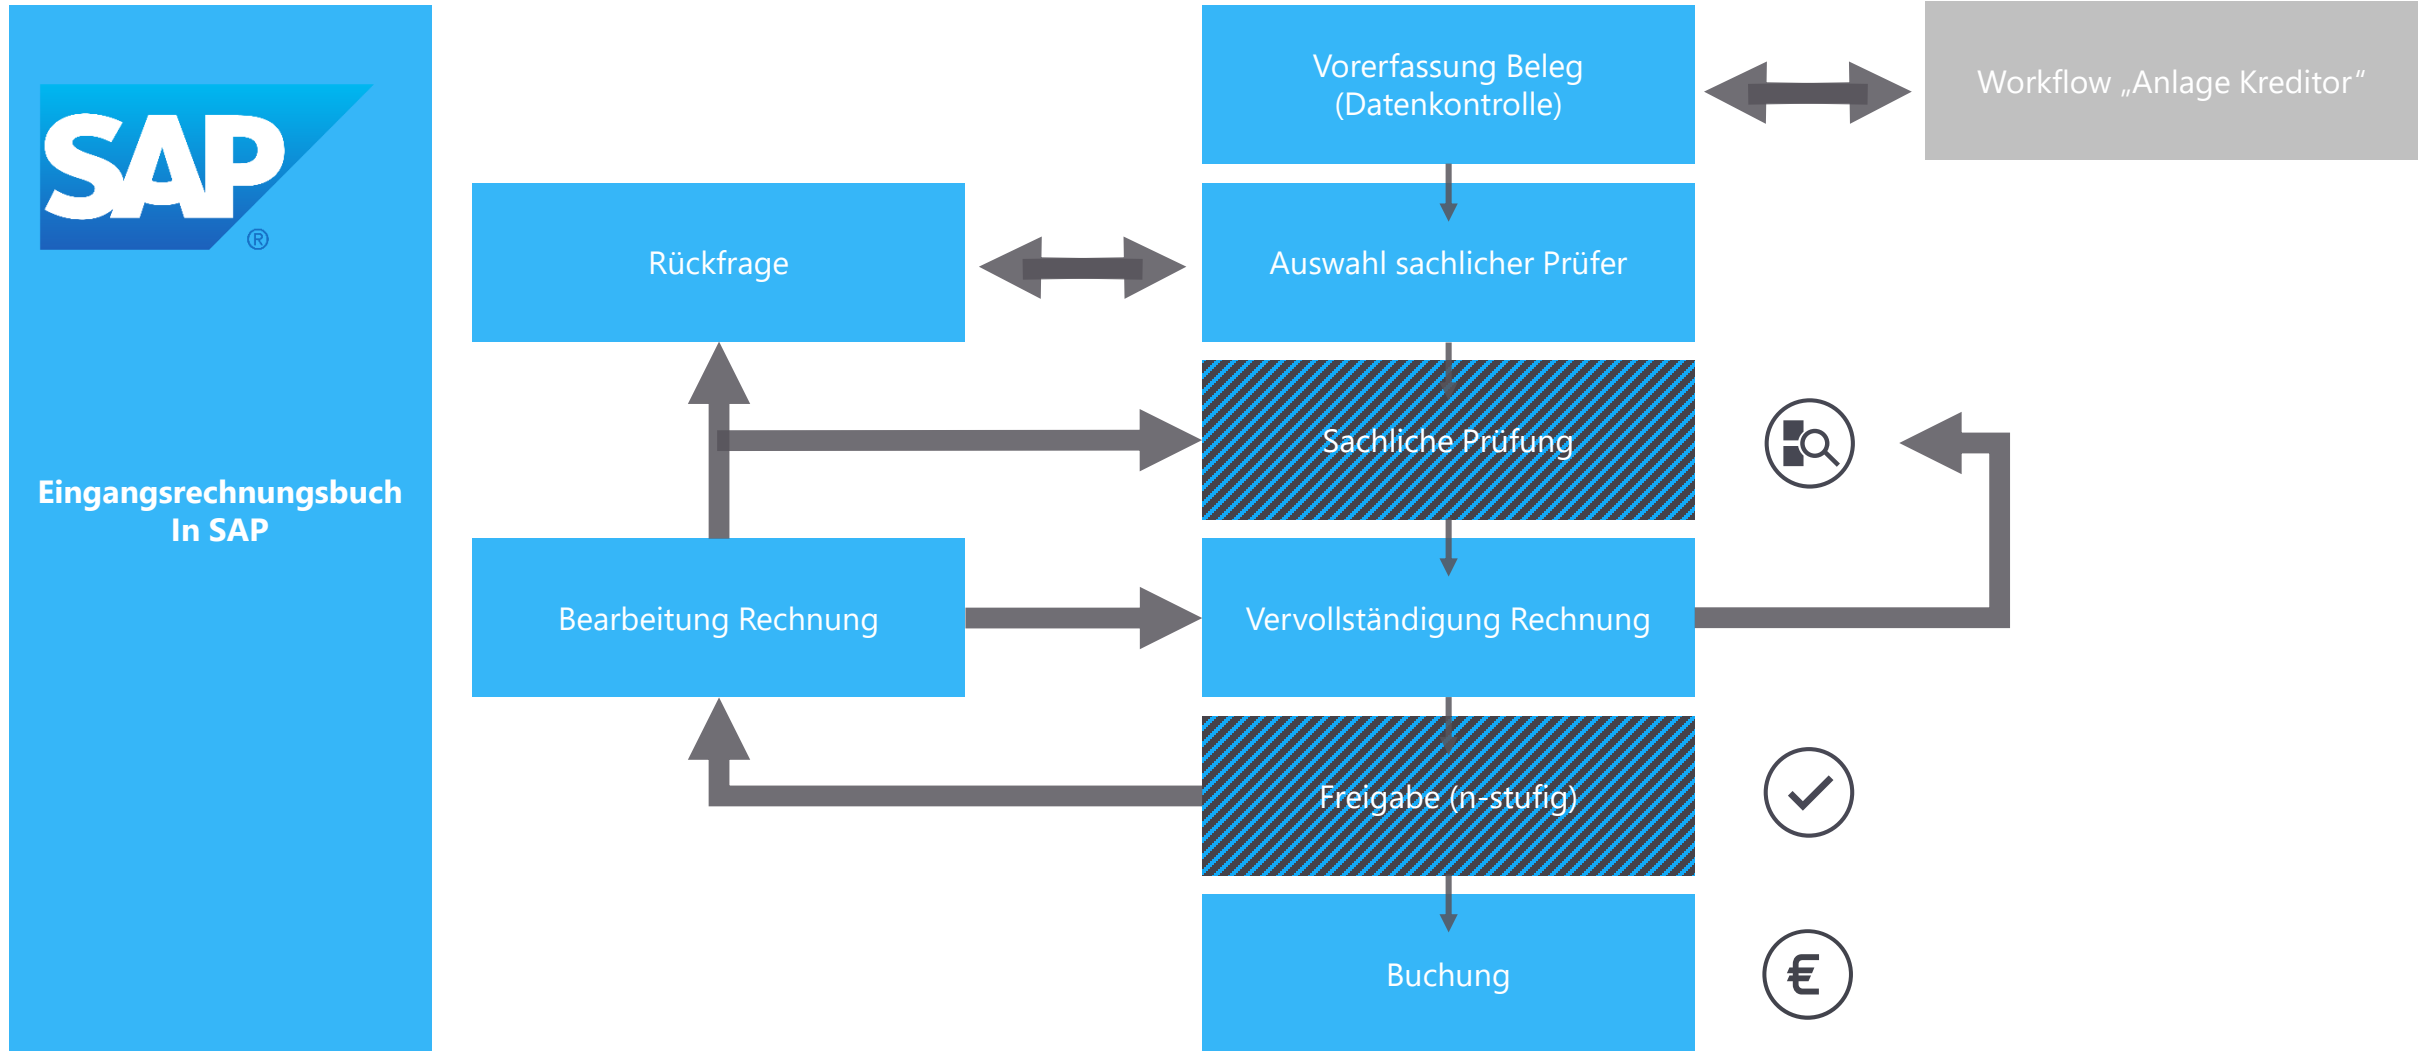 SAP
®
Eingangsrechnungsbuch
In SAP
Vorerfassung Beleg
(Datenkontrolle)
Workflow „Anlage Kreditor“
Rückfrage
Auswahl sachlicher Prüfer
Sachliche Prüfung
Bearbeitung Rechnung
Vervollständigung Rechnung
Freigabe (n-stufig)
Buchung
€